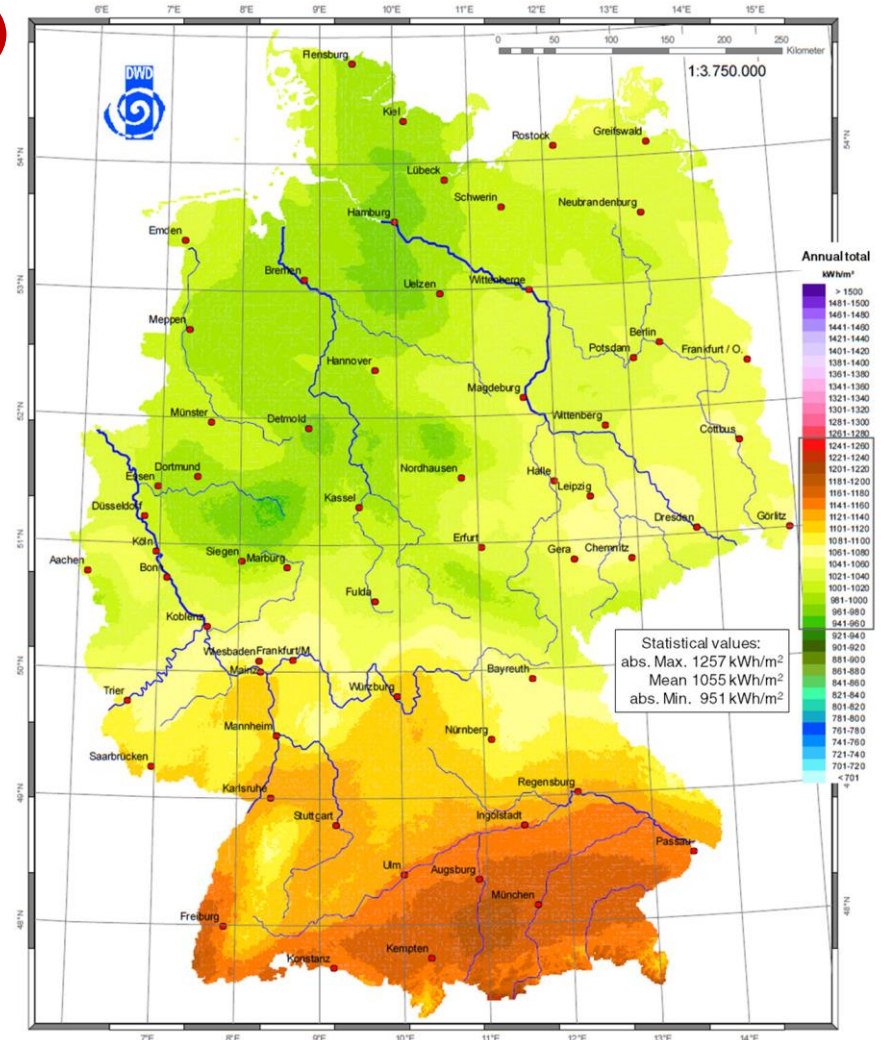 6°E 7°E 8°E 9°E 10°E 11°E 12°E 13°E 14°E 15°E
0 50 100 150 200 250 Kilometer
1:3.750.000
DWD
Flensburg
Kiel
Rostock
Greifswald
54°N
54°N
Lübeck
Schwerin
Neubrandenburg
Hamburg
Emden
Bremen
Uelzen
Wittenberge
53°N
Meppen
Berlin
Potsdam
Frankfurt / O.
Hannover
Magdeburg
Münster
Detmold
Wittenberg
52°N
Cottbus
Dortmund
Essen
Nordhausen
Halle
Leipzig
Düsseldorf
Kassel
Dresden
Görlitz
51°N
Köln
Erfurt
Aachen
Siegen
Marburg
Gera
Chemnitz
Bonn
Fulda
Koblenz
Wiesbaden
Frankfurt/M.
Mainz
50°N
Bayreuth
Trier
Würzburg
Mannheim
Nürnberg
Saarbrücken
Karlsruhe
Regensburg
49°N
Stuttgart
Ingolstadt
Passau
Ulm
Augsburg
München
Freiburg
48°N
48°N
Kempten
Konstanz
7°E 8°E 9°E 10°E 11°E 12°E 13°E 14°E
Annual total
kWh/m²
> 1500
1481-1500
1461-1480
1441-1460
1421-1440
1401-1420
1381-1400
1361-1380
1341-1360
1321-1340
1301-1320
1281-1300
1261-1280
1241-1260
1221-1240
1201-1220
1181-1200
1161-1180
1141-1160
1121-1140
1101-1120
1081-1100
1061-1080
1041-1060
1021-1040
1001-1020
981-1000
961-980
941-960
921-940
901-920
881-900
861-880
841-860
821-840
801-820
781-800
761-780
741-760
721-740
701-720
<701
Statistical values:
abs. Max. 1257 kWh/m²
Mean 1055 kWh/m²
abs. Min. 951 kWh/m²